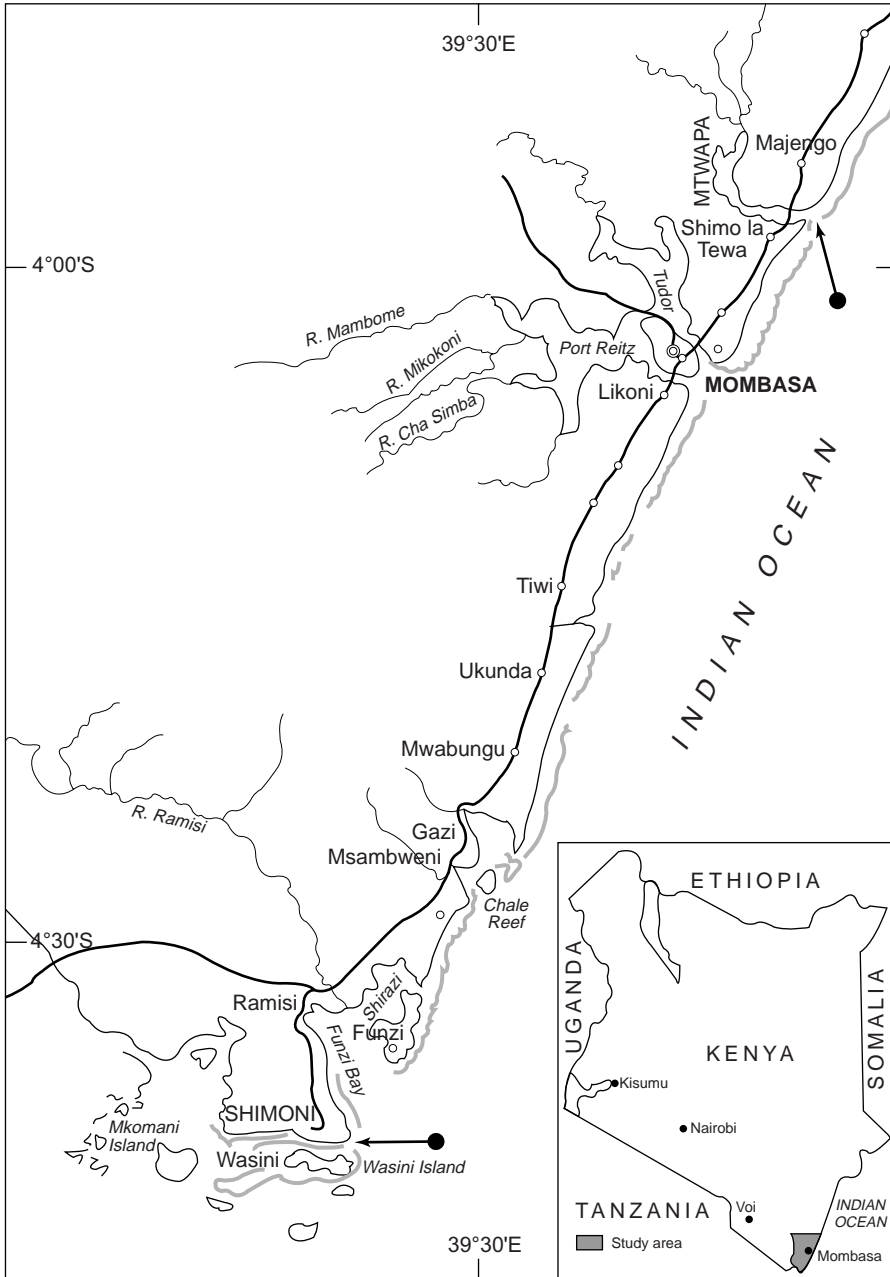 39°30'E
MTWAPA
Majengo
Shimo la
Tewa
4°00'S
Tudor
R. Mambome
Port Reitz
R. Mikokoni
MOMBASA
Likoni
R. Cha Simba
INDIAN OCEAN
Tiwi
Ukunda
Mwabungu
R. Ramisi
Gazi
Msambweni
Chale
Reef
4°30'S
Ramisi
Shirazi
Funzi
Funzi Bay
SHIMONI
Mkomani
Island
Wasini
Wasini Island
39°30'E
ETHIOPIA
UGANDA
SOMALIA
KENYA
Kisumu
Nairobi
TANZANIA
Voi
INDIAN
OCEAN
Study area
Mombasa